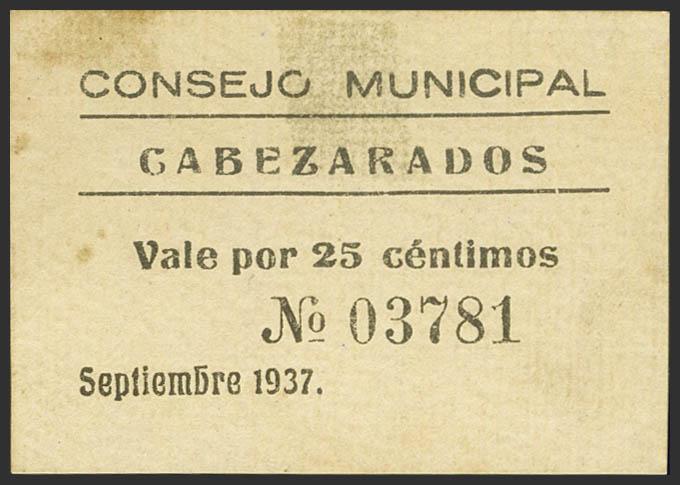 CONSEJO MUNICIPAL
CABEZARADOS
Vale por 25 céntimos
No 03781
Septiembre 1937.